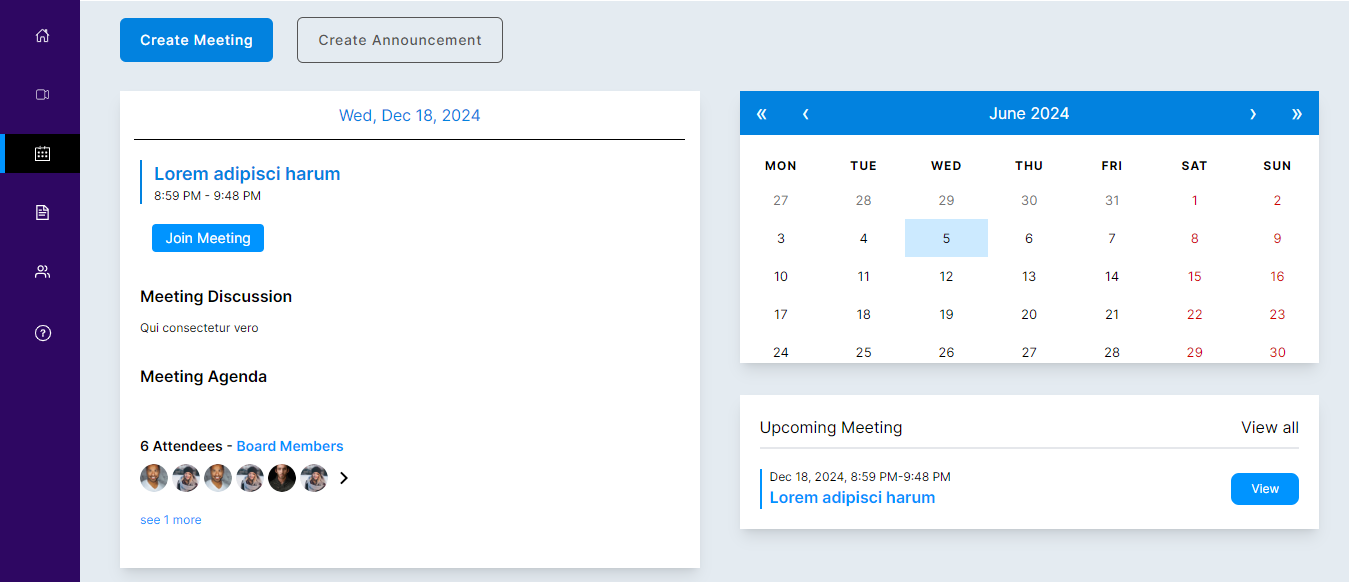 Create Meeting
Create Announcement
Wed, Dec 18, 2024
Lorem adipisci harum
8:59 PM - 9:48 PM
Join Meeting
Meeting Discussion
Qui consectetur vero
Meeting Agenda
6 Attendees - Board Members
see 1 more
« ‹ June 2024 › »
MON TUE WED THU FRI SAT SUN
27 28 29 30 31 1 2
3 4 5 6 7 8 9
10 11 12 13 14 15 16
17 18 19 20 21 22 23
24 25 26 27 28 29 30
Upcoming Meeting
View all
Dec 18, 2024, 8:59 PM-9:48 PM
Lorem adipisci harum
View